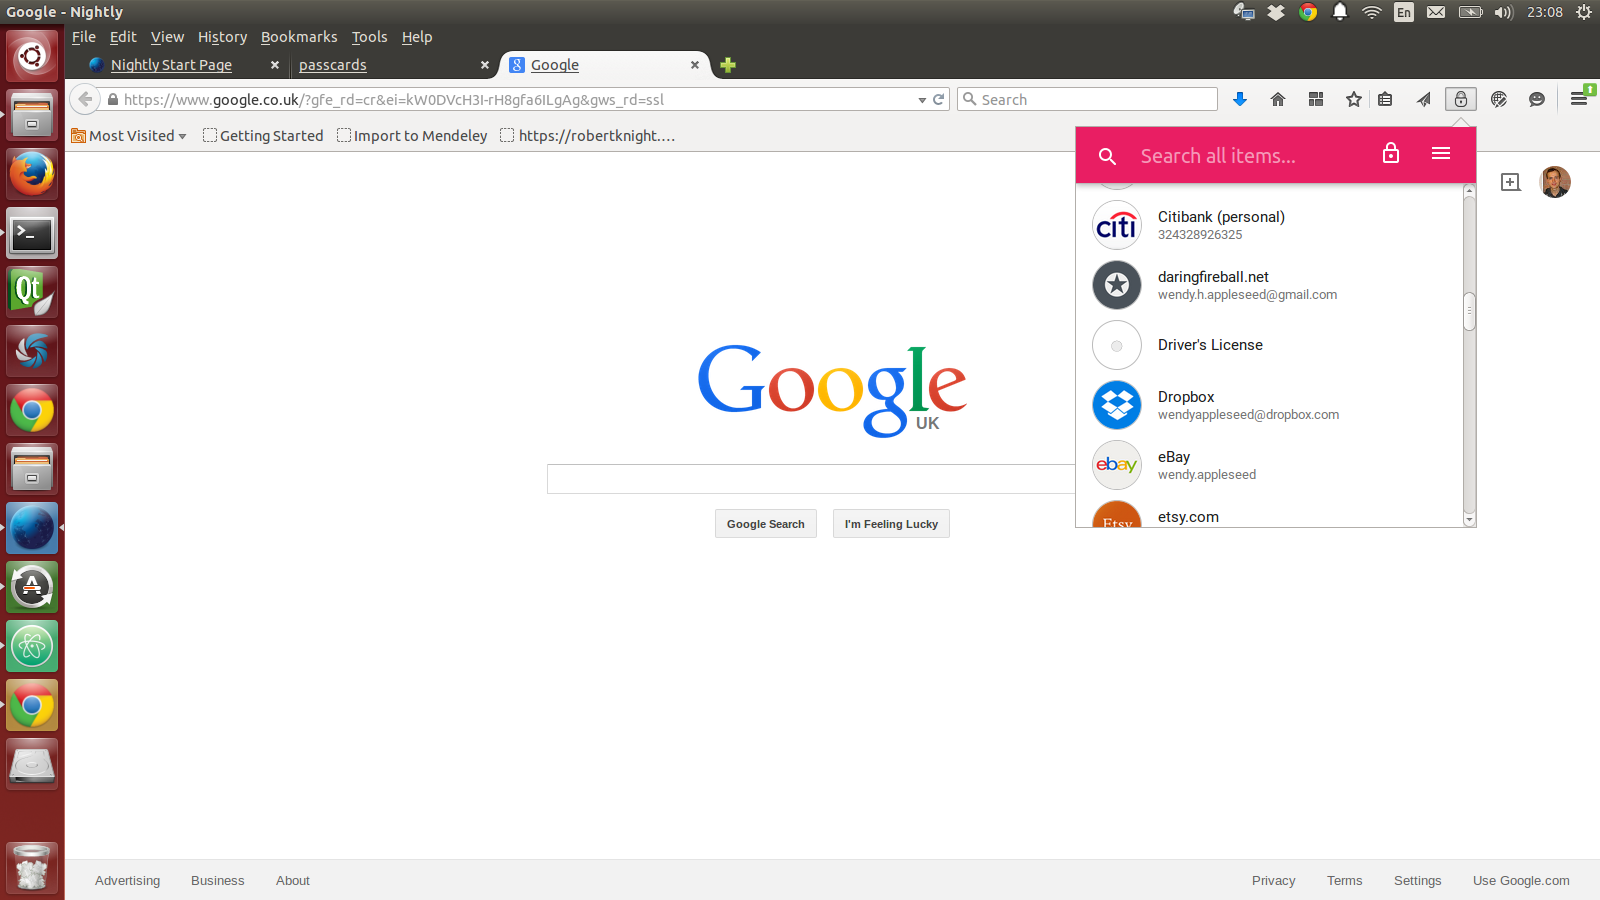 Google - Nightly
En
23:08
File Edit View History Bookmarks Tools Help
Nightly Start Page
passcards
Google
https://www.google.co.uk/?gfe_rd=cr&ei=kW0DVcH3I-rH8gfa6ILgAg&gws_rd=ssl
Search
Most Visited
Getting Started
Import to Mendeley
https://robertknight....
Search all items...
citi
Citibank (personal)
324328926325
daringfireball.net
wendy.h.appleseed@gmail.com
Driver's License
Dropbox
wendyappleseed@dropbox.com
ebay
eBay
wendy.appleseed
Etsy
etsy.com
Google
UK
Google Search
I'm Feeling Lucky
Qt
Advertising Business About
Privacy Terms Settings Use Google.com